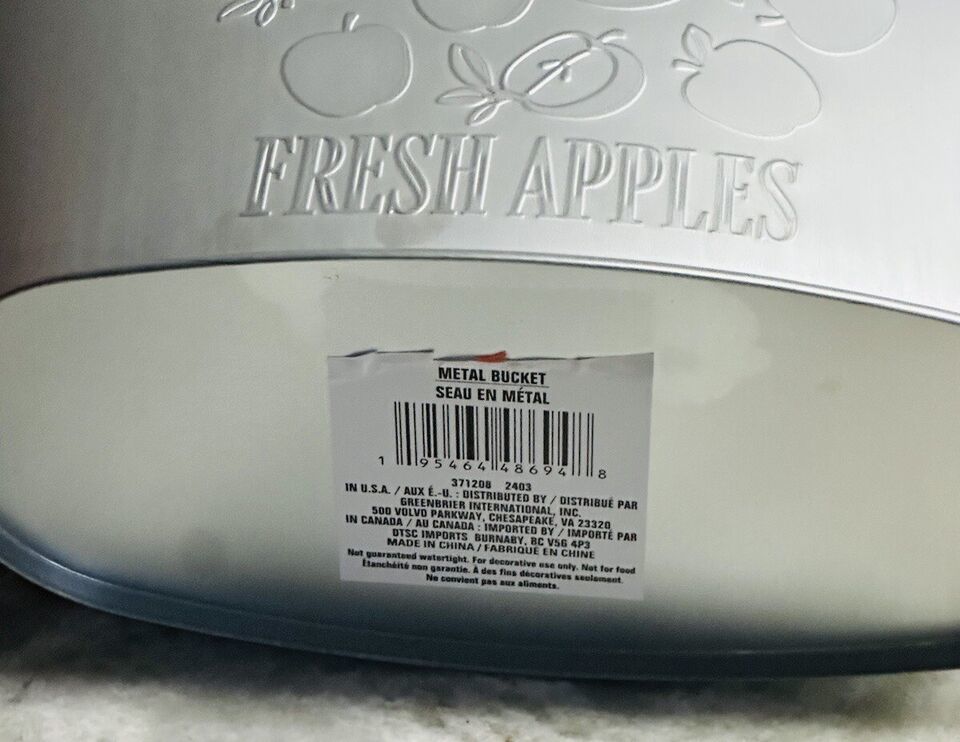 FRESH APPLES
METAL BUCKET
SEAU EN MÉTAL
1 95464 48694 8
371208 2403
IN U.S.A. / AUX É.-U. : DISTRIBUTED BY / DISTRIBUÉ PAR
GREENBRIER INTERNATIONAL, INC.
500 VOLVO PARKWAY, CHESAPEAKE, VA 23320
IN CANADA / AU CANADA : IMPORTED BY / IMPORTÉ PAR
DTSC IMPORTS BURNABY, BC V5G 4P3
MADE IN CHINA / FABRIQUE EN CHINE
Not guaranteed watertight. For decorative use only. Not for food
Étanchéité non garantie. À des fins décoratives seulement.
Ne convient pas aux aliments.